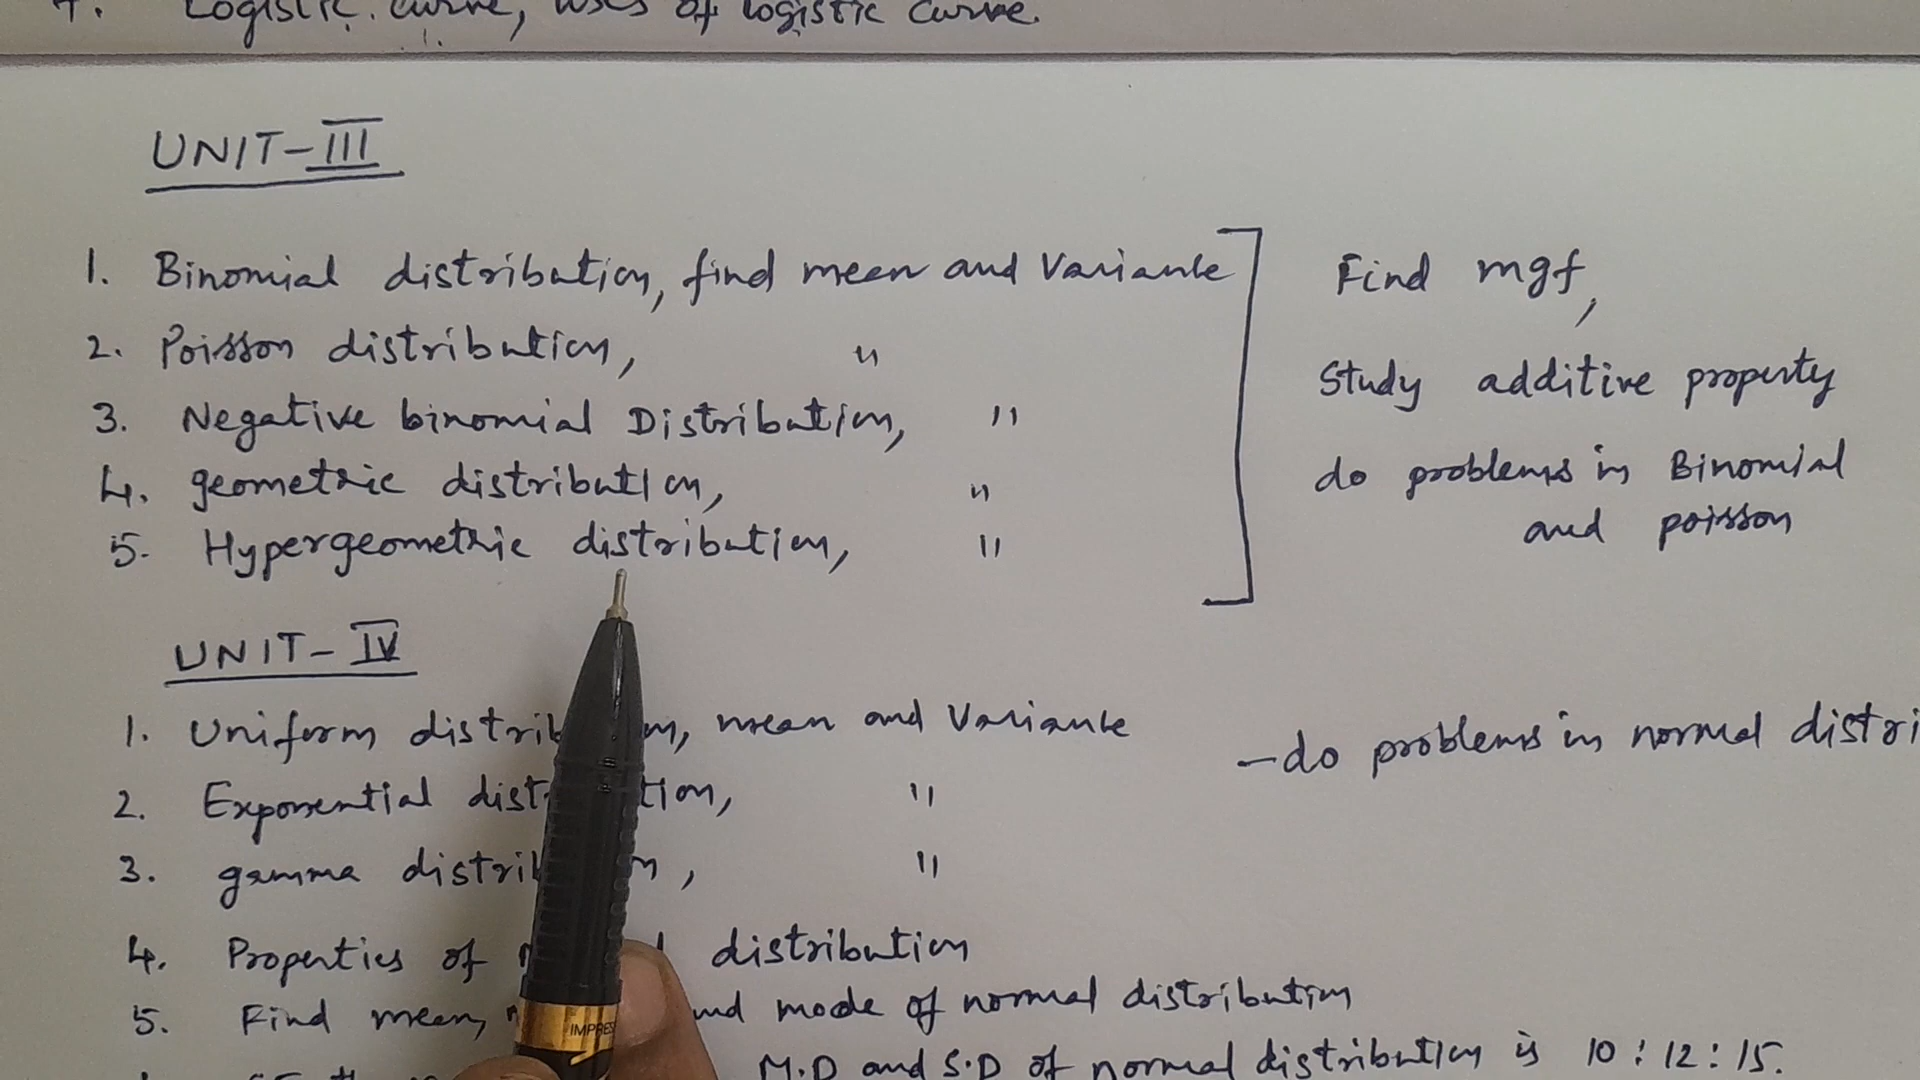 Logistic curve, uses of logistic curve.
UNIT-III
1. Binomial distribution, find mean and Variance
2. Poisson distribution, "
3. Negative binomial Distribution, "
4. geometric distribution, "
5. Hypergeometric distribution, "
Find mgf,
Study additive property
do problems in Binomial
and poisson
UNIT-IV
1. Uniform distrib m, mean and Variance
-do problems in normal distri
2. Exponential dist tion, "
3. gamma distri n, "
4. Properties of distribution
5. Find mean, and mode of normal distribution
M.D and S.D of normal distribution is 10:12:15.
IMPRES